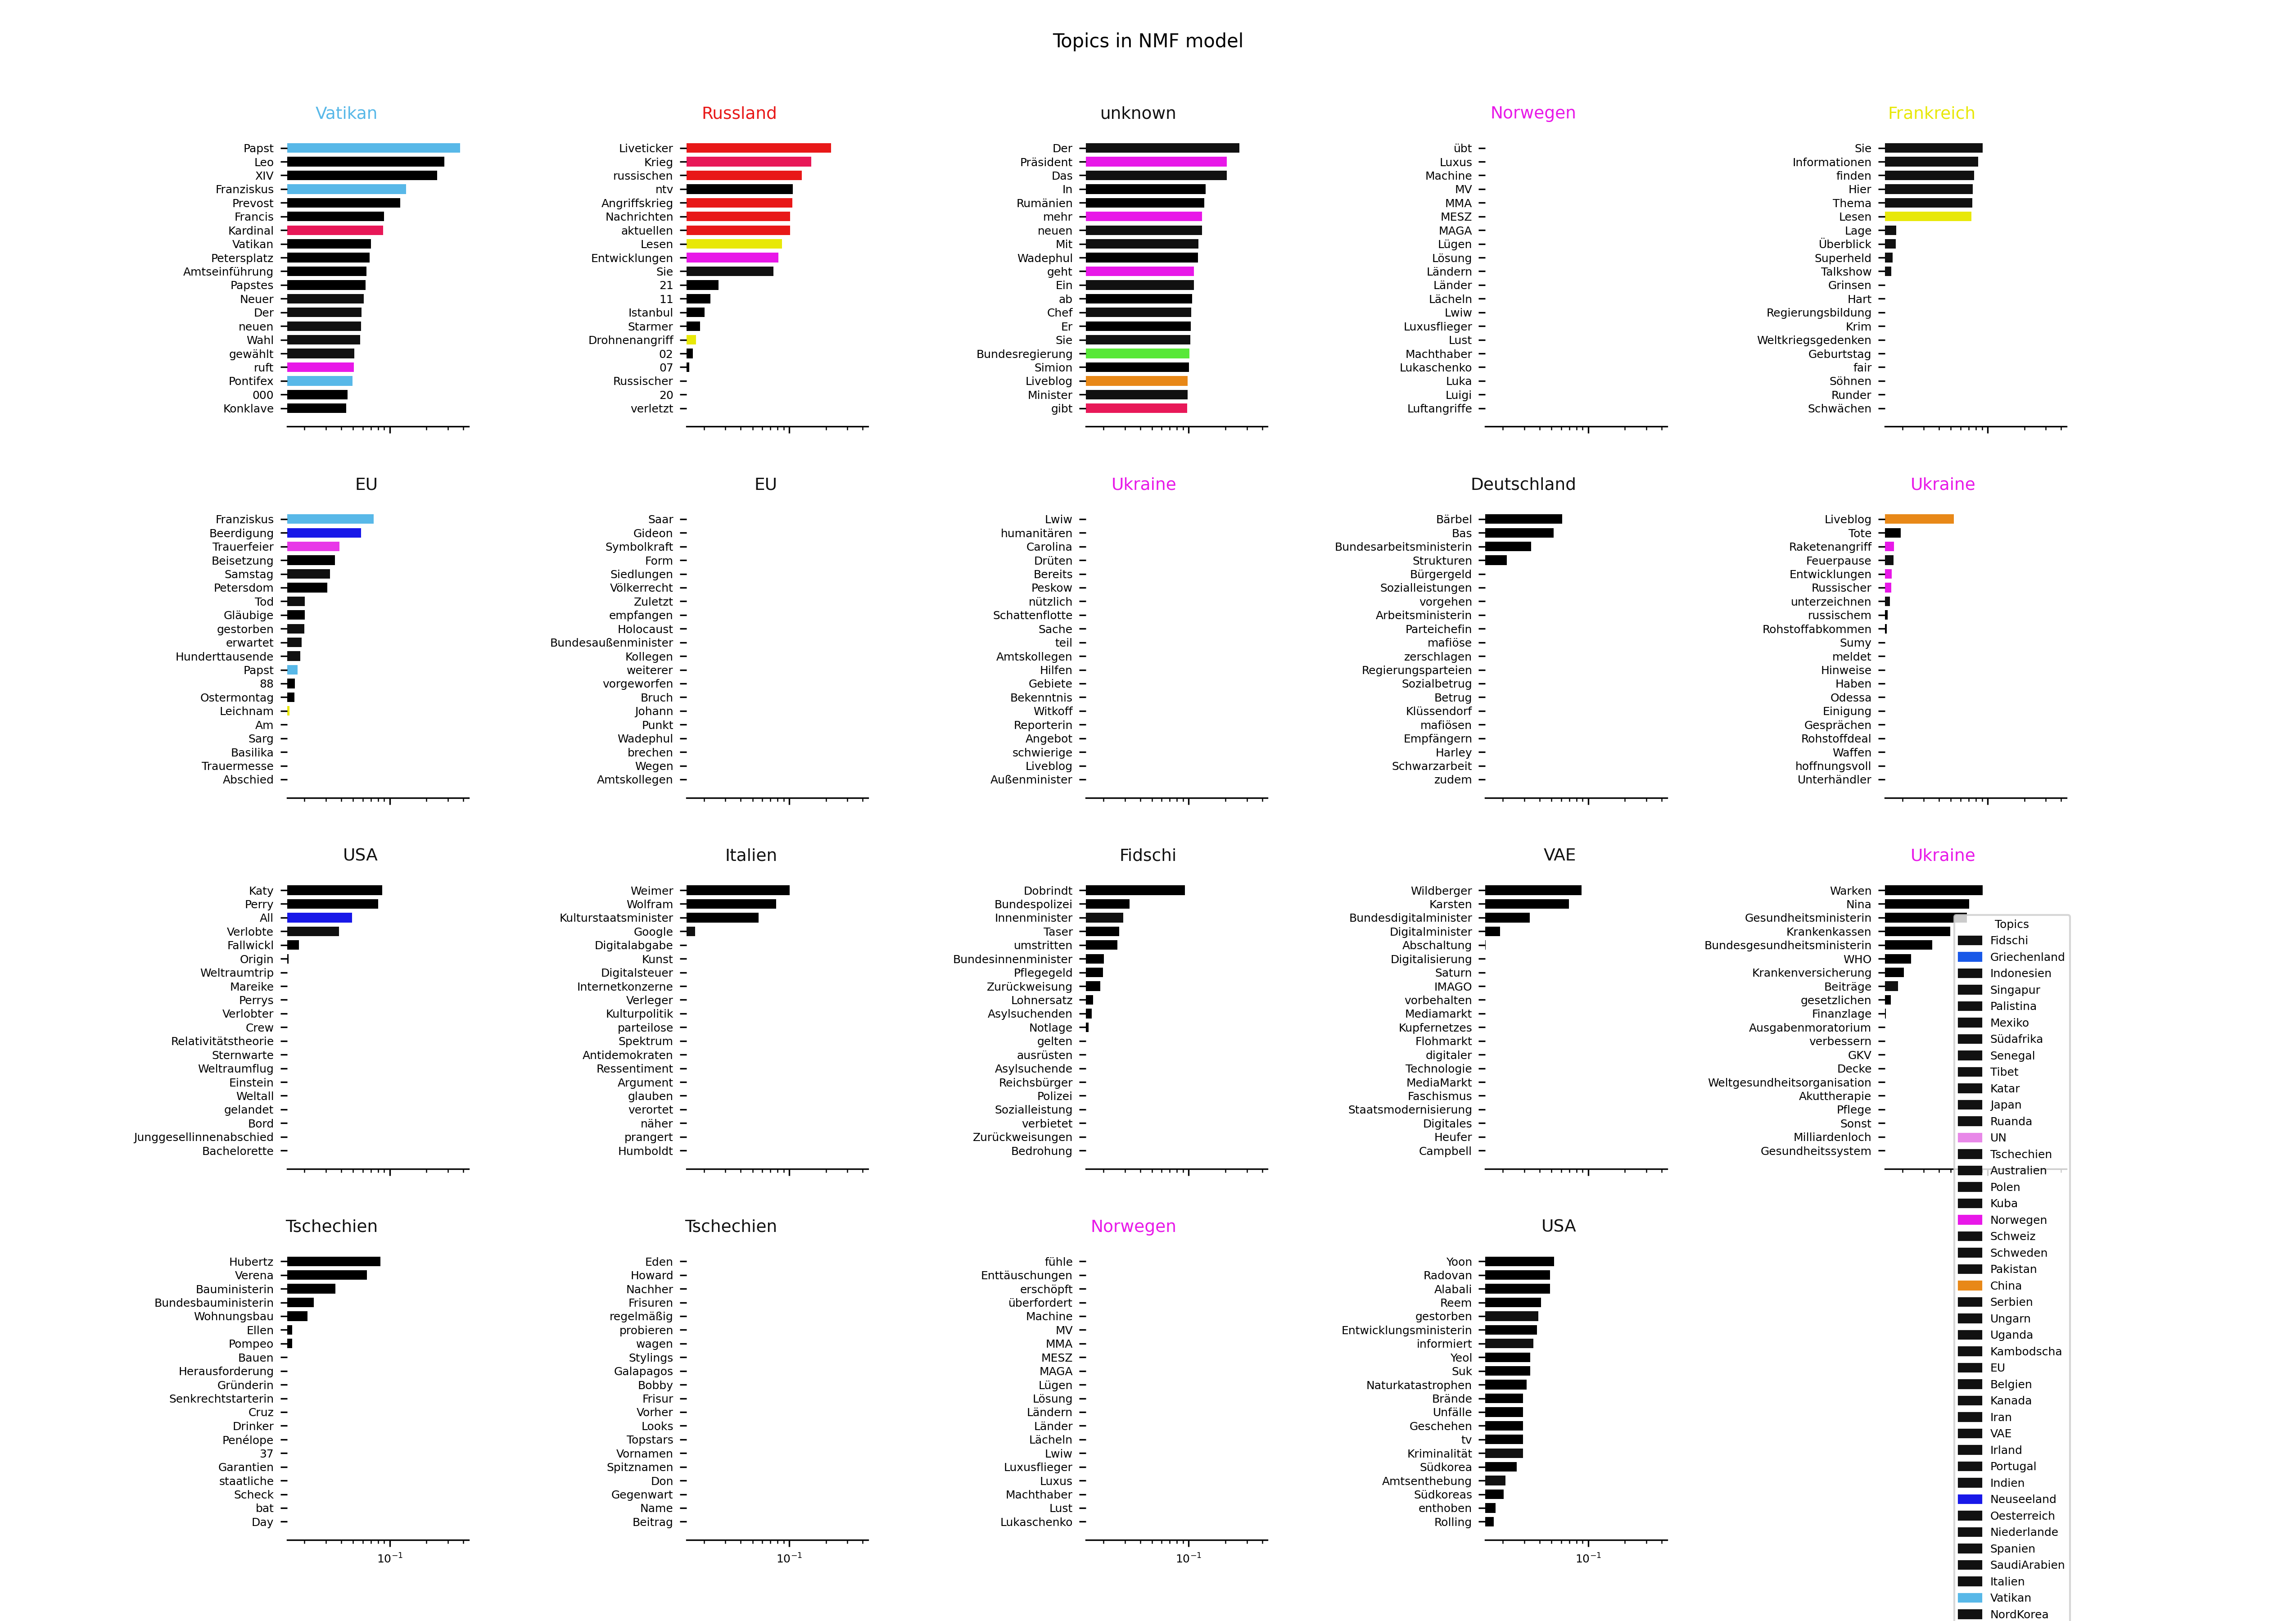 Topics in NMF model
Vatikan
Papst
Leo
XIV
Franziskus
Prevost
Francis
Kardinal
Vatikan
Petersplatz
Amtseinführung
Papstes
Neuer
Der
neuen
Wahl
gewählt
ruft
Pontifex
000
Konklave
Russland
Liveticker
Krieg
russischen
ntv
Angriffskrieg
Nachrichten
aktuellen
Lesen
Entwicklungen
Sie
21
11
Istanbul
Starmer
Drohnenangriff
02
07
Russischer
20
verletzt
unknown
Der
Präsident
Das
In
Rumänien
mehr
neuen
Mit
Wadephul
geht
Ein
ab
Chef
Er
Sie
Bundesregierung
Simion
Liveblog
Minister
gibt
Norwegen
übt
Luxus
Machine
MV
MMA
MESZ
MAGA
Lügen
Lösung
Ländern
Länder
Lächeln
Lwiw
Luxusflieger
Lust
Machthaber
Lukaschenko
Luka
Luigi
Luftangriffe
Frankreich
Sie
Informationen
finden
Hier
Thema
Lesen
Lage
Überblick
Superheld
Talkshow
Grinsen
Hart
Regierungsbildung
Krim
Weltkriegsgedenken
Geburtstag
fair
Söhnen
Runder
Schwächen
EU
Franziskus
Beerdigung
Trauerfeier
Beisetzung
Samstag
Petersdom
Tod
Gläubige
gestorben
erwartet
Hunderttausende
Papst
88
Ostermontag
Leichnam
Am
Sarg
Basilika
Trauermesse
Abschied
EU
Saar
Gideon
Symbolkraft
Form
Siedlungen
Völkerrecht
Zuletzt
empfangen
Holocaust
Bundesaußenminister
Kollegen
weiterer
vorgeworfen
Bruch
Johann
Punkt
Wadephul
brechen
Wegen
Amtskollegen
Ukraine
Lwiw
humanitären
Carolina
Drüten
Bereits
Peskow
nützlich
Schattenflotte
Sache
teil
Amtskollegen
Hilfen
Gebiete
Bekenntnis
Witkoff
Reporterin
Angebot
schwierige
Liveblog
Außenminister
Deutschland
Bärbel
Bas
Bundesarbeitsministerin
Strukturen
Bürgergeld
Sozialleistungen
vorgehen
Arbeitsministerin
Parteichefin
mafiöse
zerschlagen
Regierungsparteien
Sozialbetrug
Betrug
Klüssendorf
mafiösen
Empfängern
Harley
Schwarzarbeit
zudem
Ukraine
Liveblog
Tote
Raketenangriff
Feuerpause
Entwicklungen
Russischer
unterzeichnen
russischem
Rohstoffabkommen
Sumy
meldet
Hinweise
Haben
Odessa
Einigung
Gesprächen
Rohstoffdeal
Waffen
hoffnungsvoll
Unterhändler
USA
Katy
Perry
All
Verlobte
Fallwickl
Origin
Weltraumtrip
Mareike
Perrys
Verlobter
Crew
Relativitätstheorie
Sternwarte
Weltraumflug
Einstein
Weltall
gelandet
Bord
Junggesellinnenabschied
Bachelorette
Italien
Weimer
Wolfram
Kulturstaatsminister
Google
Digitalabgabe
Kunst
Digitalsteuer
Internetkonzerne
Verleger
Kulturpolitik
parteilose
Spektrum
Antidemokraten
Ressentiment
Argument
glauben
verortet
näher
prangert
Humboldt
Fidschi
Dobrindt
Bundespolizei
Innenminister
Taser
umstritten
Bundesinnenminister
Pflegegeld
Zurückweisung
Lohnersatz
Asylsuchenden
Notlage
gelten
ausrüsten
Asylsuchende
Reichsbürger
Polizei
Sozialleistung
verbietet
Zurückweisungen
Bedrohung
VAE
Wildberger
Karsten
Bundesdigitalminister
Digitalminister
Abschaltung
Digitalisierung
Saturn
IMAGO
vorbehalten
Mediamarkt
Kupfernetzes
Flohmarkt
digitaler
Technologie
MediaMarkt
Faschismus
Staatsmodernisierung
Digitales
Heufer
Campbell
Ukraine
Warken
Nina
Gesundheitsministerin
Krankenkassen
Bundesgesundheitsministerin
WHO
Krankenversicherung
Beiträge
gesetzlichen
Finanzlage
Ausgabenmoratorium
verbessern
GKV
Decke
Weltgesundheitsorganisation
Akuttherapie
Pflege
Sonst
Milliardenloch
Gesundheitssystem
Tschechien
Hubertz
Verena
Bauministerin
Bundesbauministerin
Wohnungsbau
Ellen
Pompeo
Bauen
Herausforderung
Gründerin
Senkrechtstarterin
Cruz
Drinker
Penélope
37
Garantien
staatliche
Scheck
bat
Day
10⁻¹
Tschechien
Eden
Howard
Nachher
Frisuren
regelmäßig
probieren
wagen
Stylings
Galapagos
Bobby
Frisur
Vorher
Looks
Topstars
Vornamen
Spitznamen
Don
Gegenwart
Name
Beitrag
10⁻¹
Norwegen
fühle
Enttäuschungen
erschöpft
überfordert
Machine
MV
MMA
MESZ
MAGA
Lügen
Lösung
Ländern
Länder
Lächeln
Lwiw
Luxusflieger
Luxus
Machthaber
Lust
Lukaschenko
10⁻¹
USA
Yoon
Radovan
Alabali
Reem
gestorben
Entwicklungsministerin
informiert
Yeol
Suk
Naturkatastrophen
Brände
Unfälle
Geschehen
tv
Kriminalität
Südkorea
Amtsenthebung
Südkoreas
enthoben
Rolling
10⁻¹
Topics
Fidschi
Griechenland
Indonesien
Singapur
Palistina
Mexiko
Südafrika
Senegal
Tibet
Katar
Japan
Ruanda
UN
Tschechien
Australien
Polen
Kuba
Norwegen
Schweiz
Schweden
Pakistan
China
Serbien
Ungarn
Uganda
Kambodscha
EU
Belgien
Kanada
Iran
VAE
Irland
Portugal
Indien
Neuseeland
Oesterreich
Niederlande
Spanien
SaudiArabien
Italien
Vatikan
NordKorea